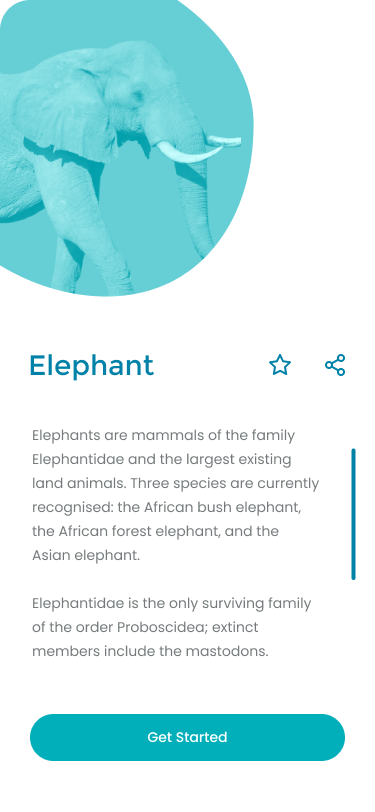 Elephant
Elephants are mammals of the family
Elephantidae and the largest existing
land animals. Three species are currently
recognised: the African bush elephant,
the African forest elephant, and the
Asian elephant.
Elephantidae is the only surviving family
of the order Proboscidea; extinct
members include the mastodons.
Get Started